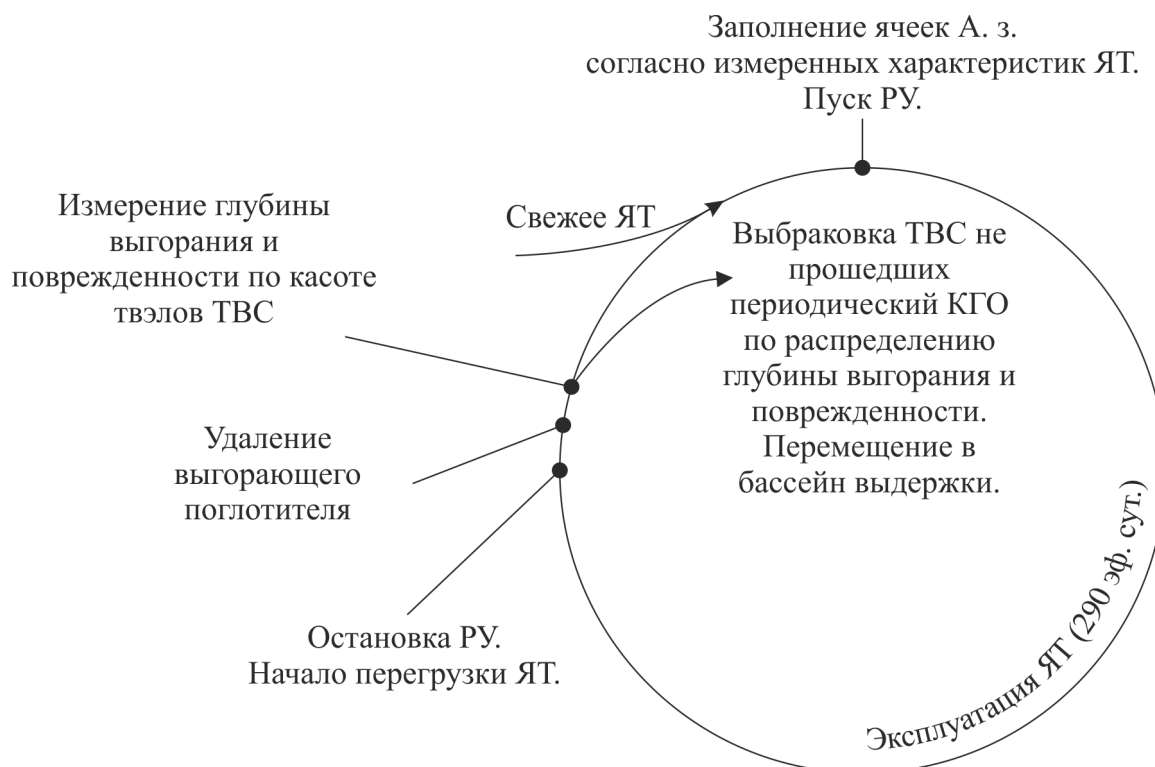 Заполнение ячеек А. з.
согласно измеренных характеристик ЯТ.
Пуск РУ.
Измерение глубины
выгорания и
поврежденности по касоте
твэлов ТВС
Свежее ЯТ
Выбраковка ТВС не
прошедших
периодический КГО
по распределению
глубины выгорания и
поврежденности.
Перемещение в
бассейн выдержки.
Удаление
выгорающего
поглотителя
Остановка РУ.
Начало перегрузки ЯТ.
Эксплуатация ЯТ (290 эф. сут.)